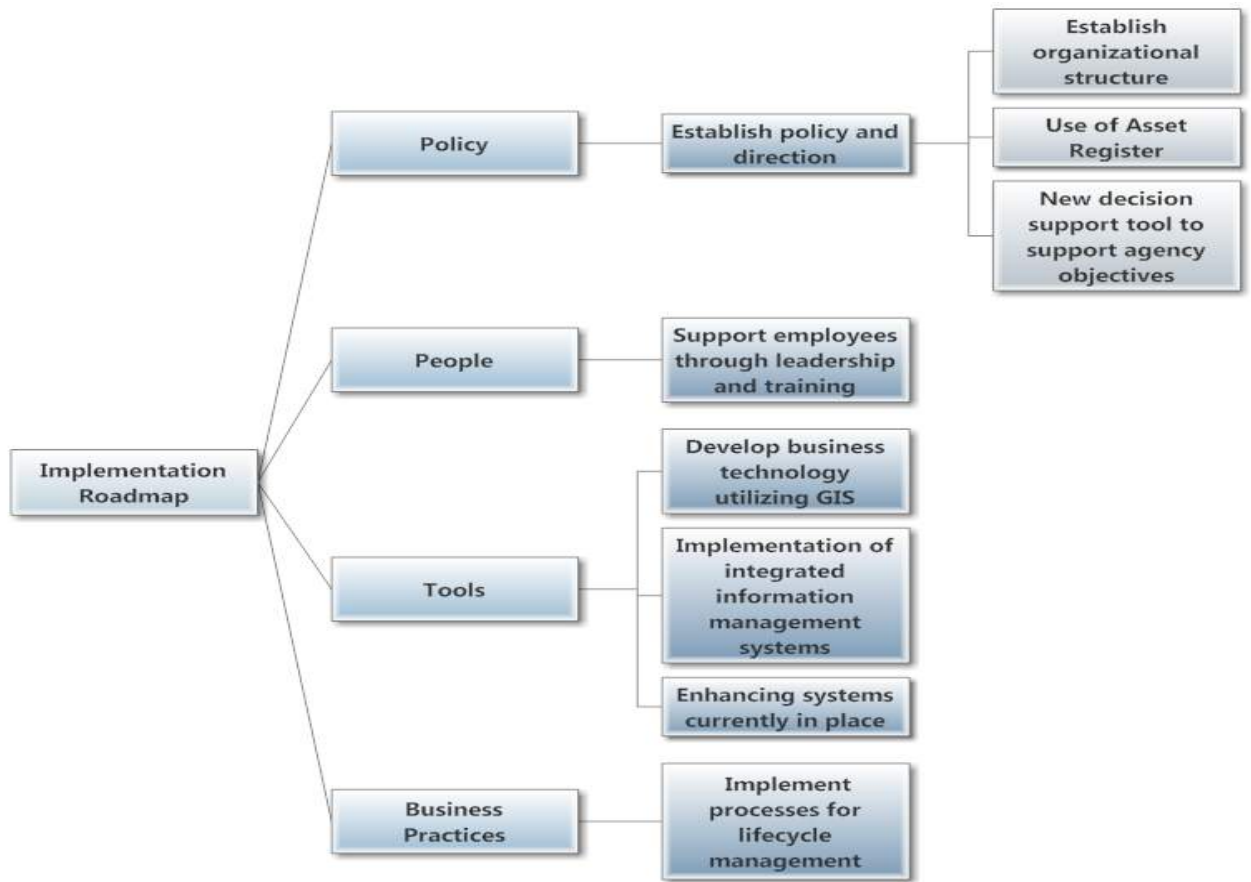 Implementation
Roadmap
Policy
Establish policy and
direction
Establish
organizational
structure
Use of Asset
Register
New decision
support tool to
support agency
objectives
People
Support employees
through leadership
and training
Tools
Develop business
technology
utilizing GIS
Implementation of
integrated
information
management
systems
Enhancing systems
currently in place
Business
Practices
Implement
processes for
lifecycle
management